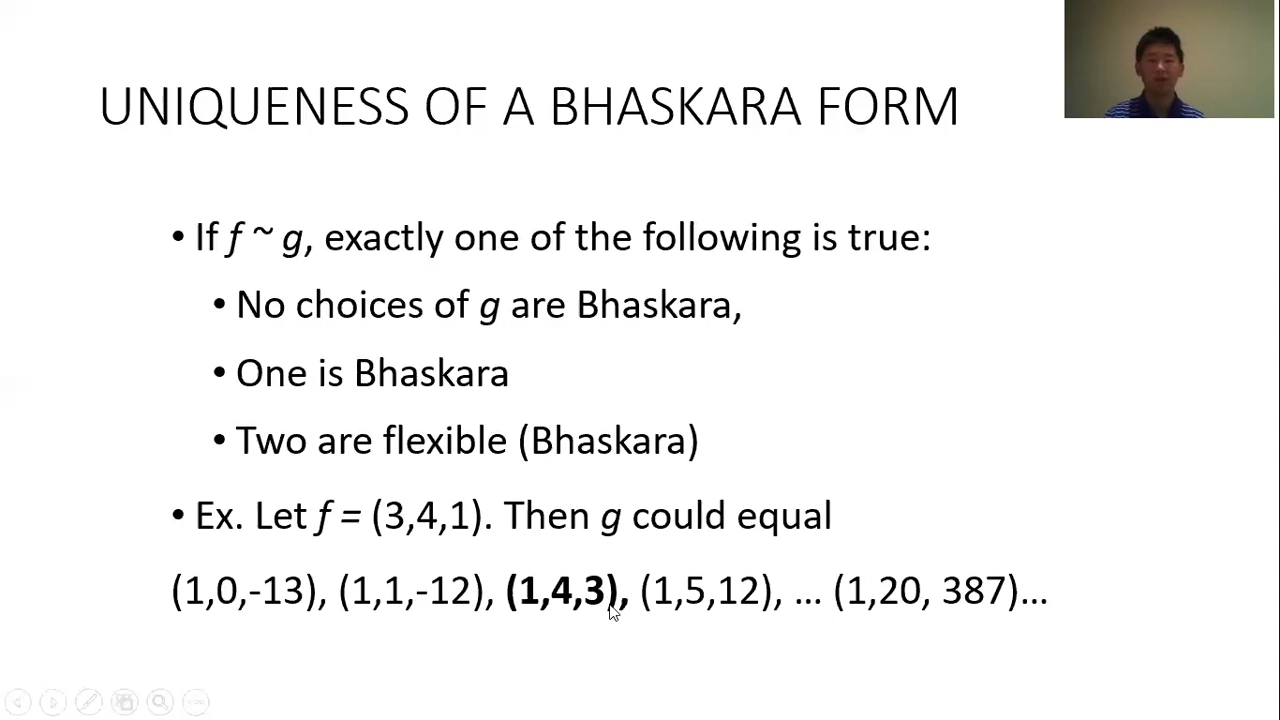 UNIQUENESS OF A BHASKARA FORM
• If f ~ g, exactly one of the following is true:
• No choices of g are Bhaskara,
• One is Bhaskara
• Two are flexible (Bhaskara)
• Ex. Let f = (3,4,1). Then g could equal
(1,0,-13), (1,1,-12), (1,4,3), (1,5,12), … (1,20, 387)…